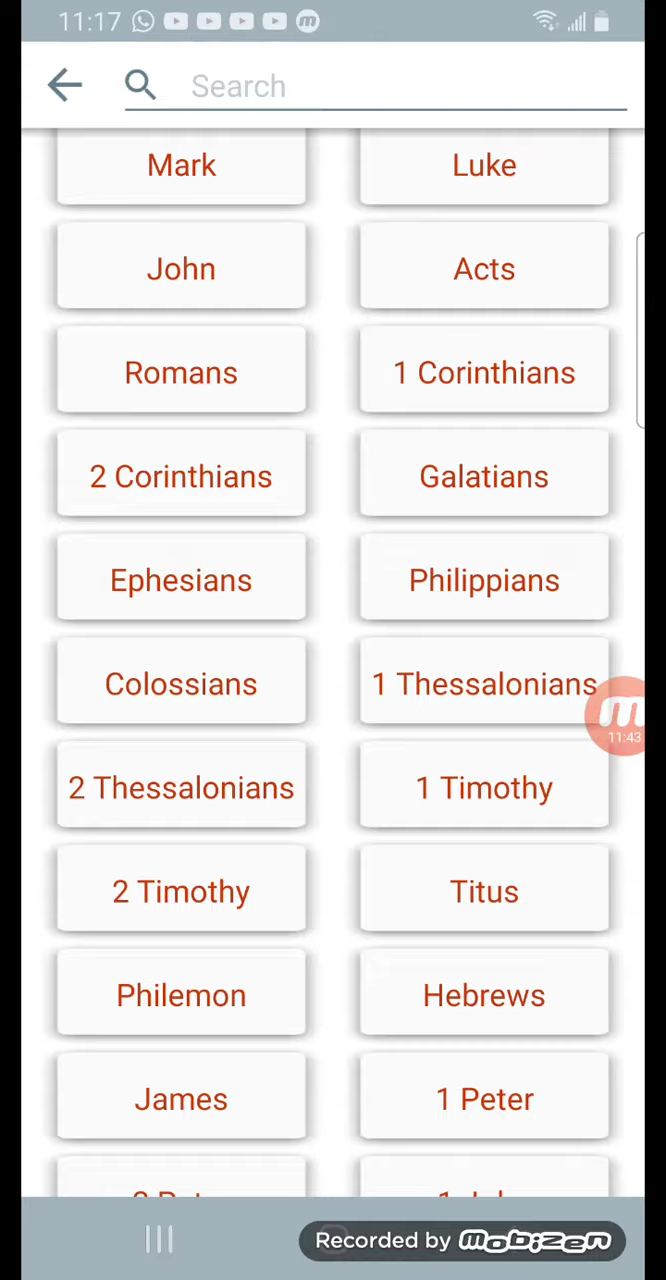 11:17
Search
Mark
Luke
John
Acts
Romans
1 Corinthians
2 Corinthians
Galatians
Ephesians
Philippians
Colossians
1 Thessalonians
11:43
2 Thessalonians
1 Timothy
2 Timothy
Titus
Philemon
Hebrews
James
1 Peter
Recorded by mobizen